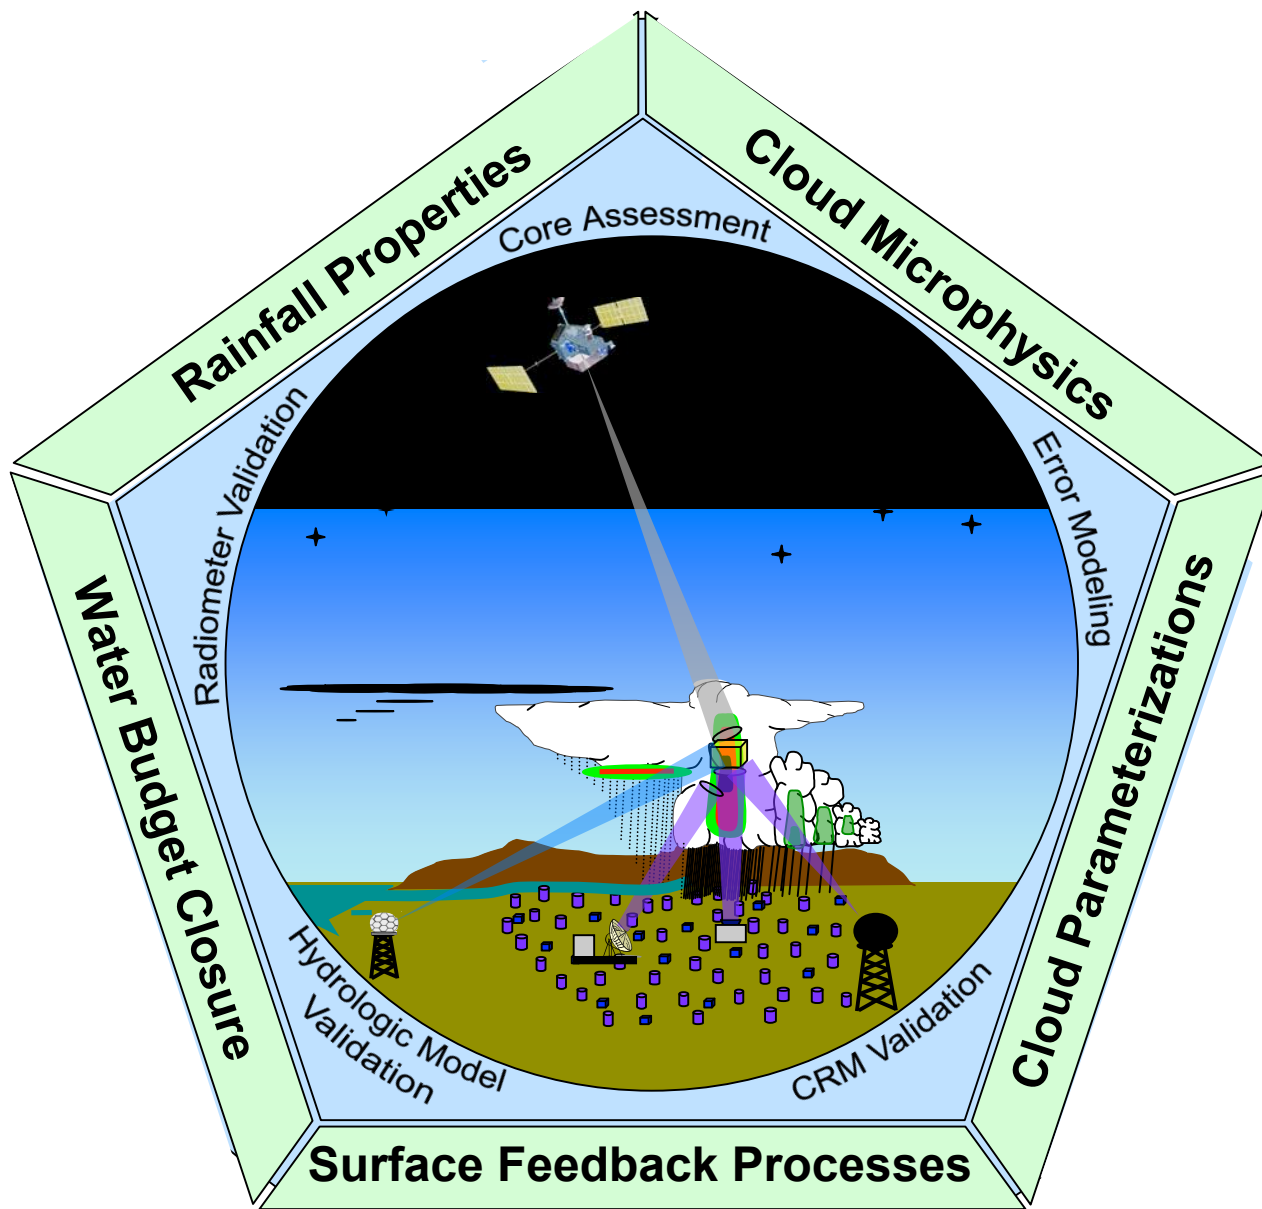 Core Assessment
Rainfall Properties
Cloud Microphysics
Radiometer Validation
Error Modeling
Water Budget Closure
Cloud Parameterizations
Hydrologic Model
Validation
CRM Validation
Surface Feedback Processes